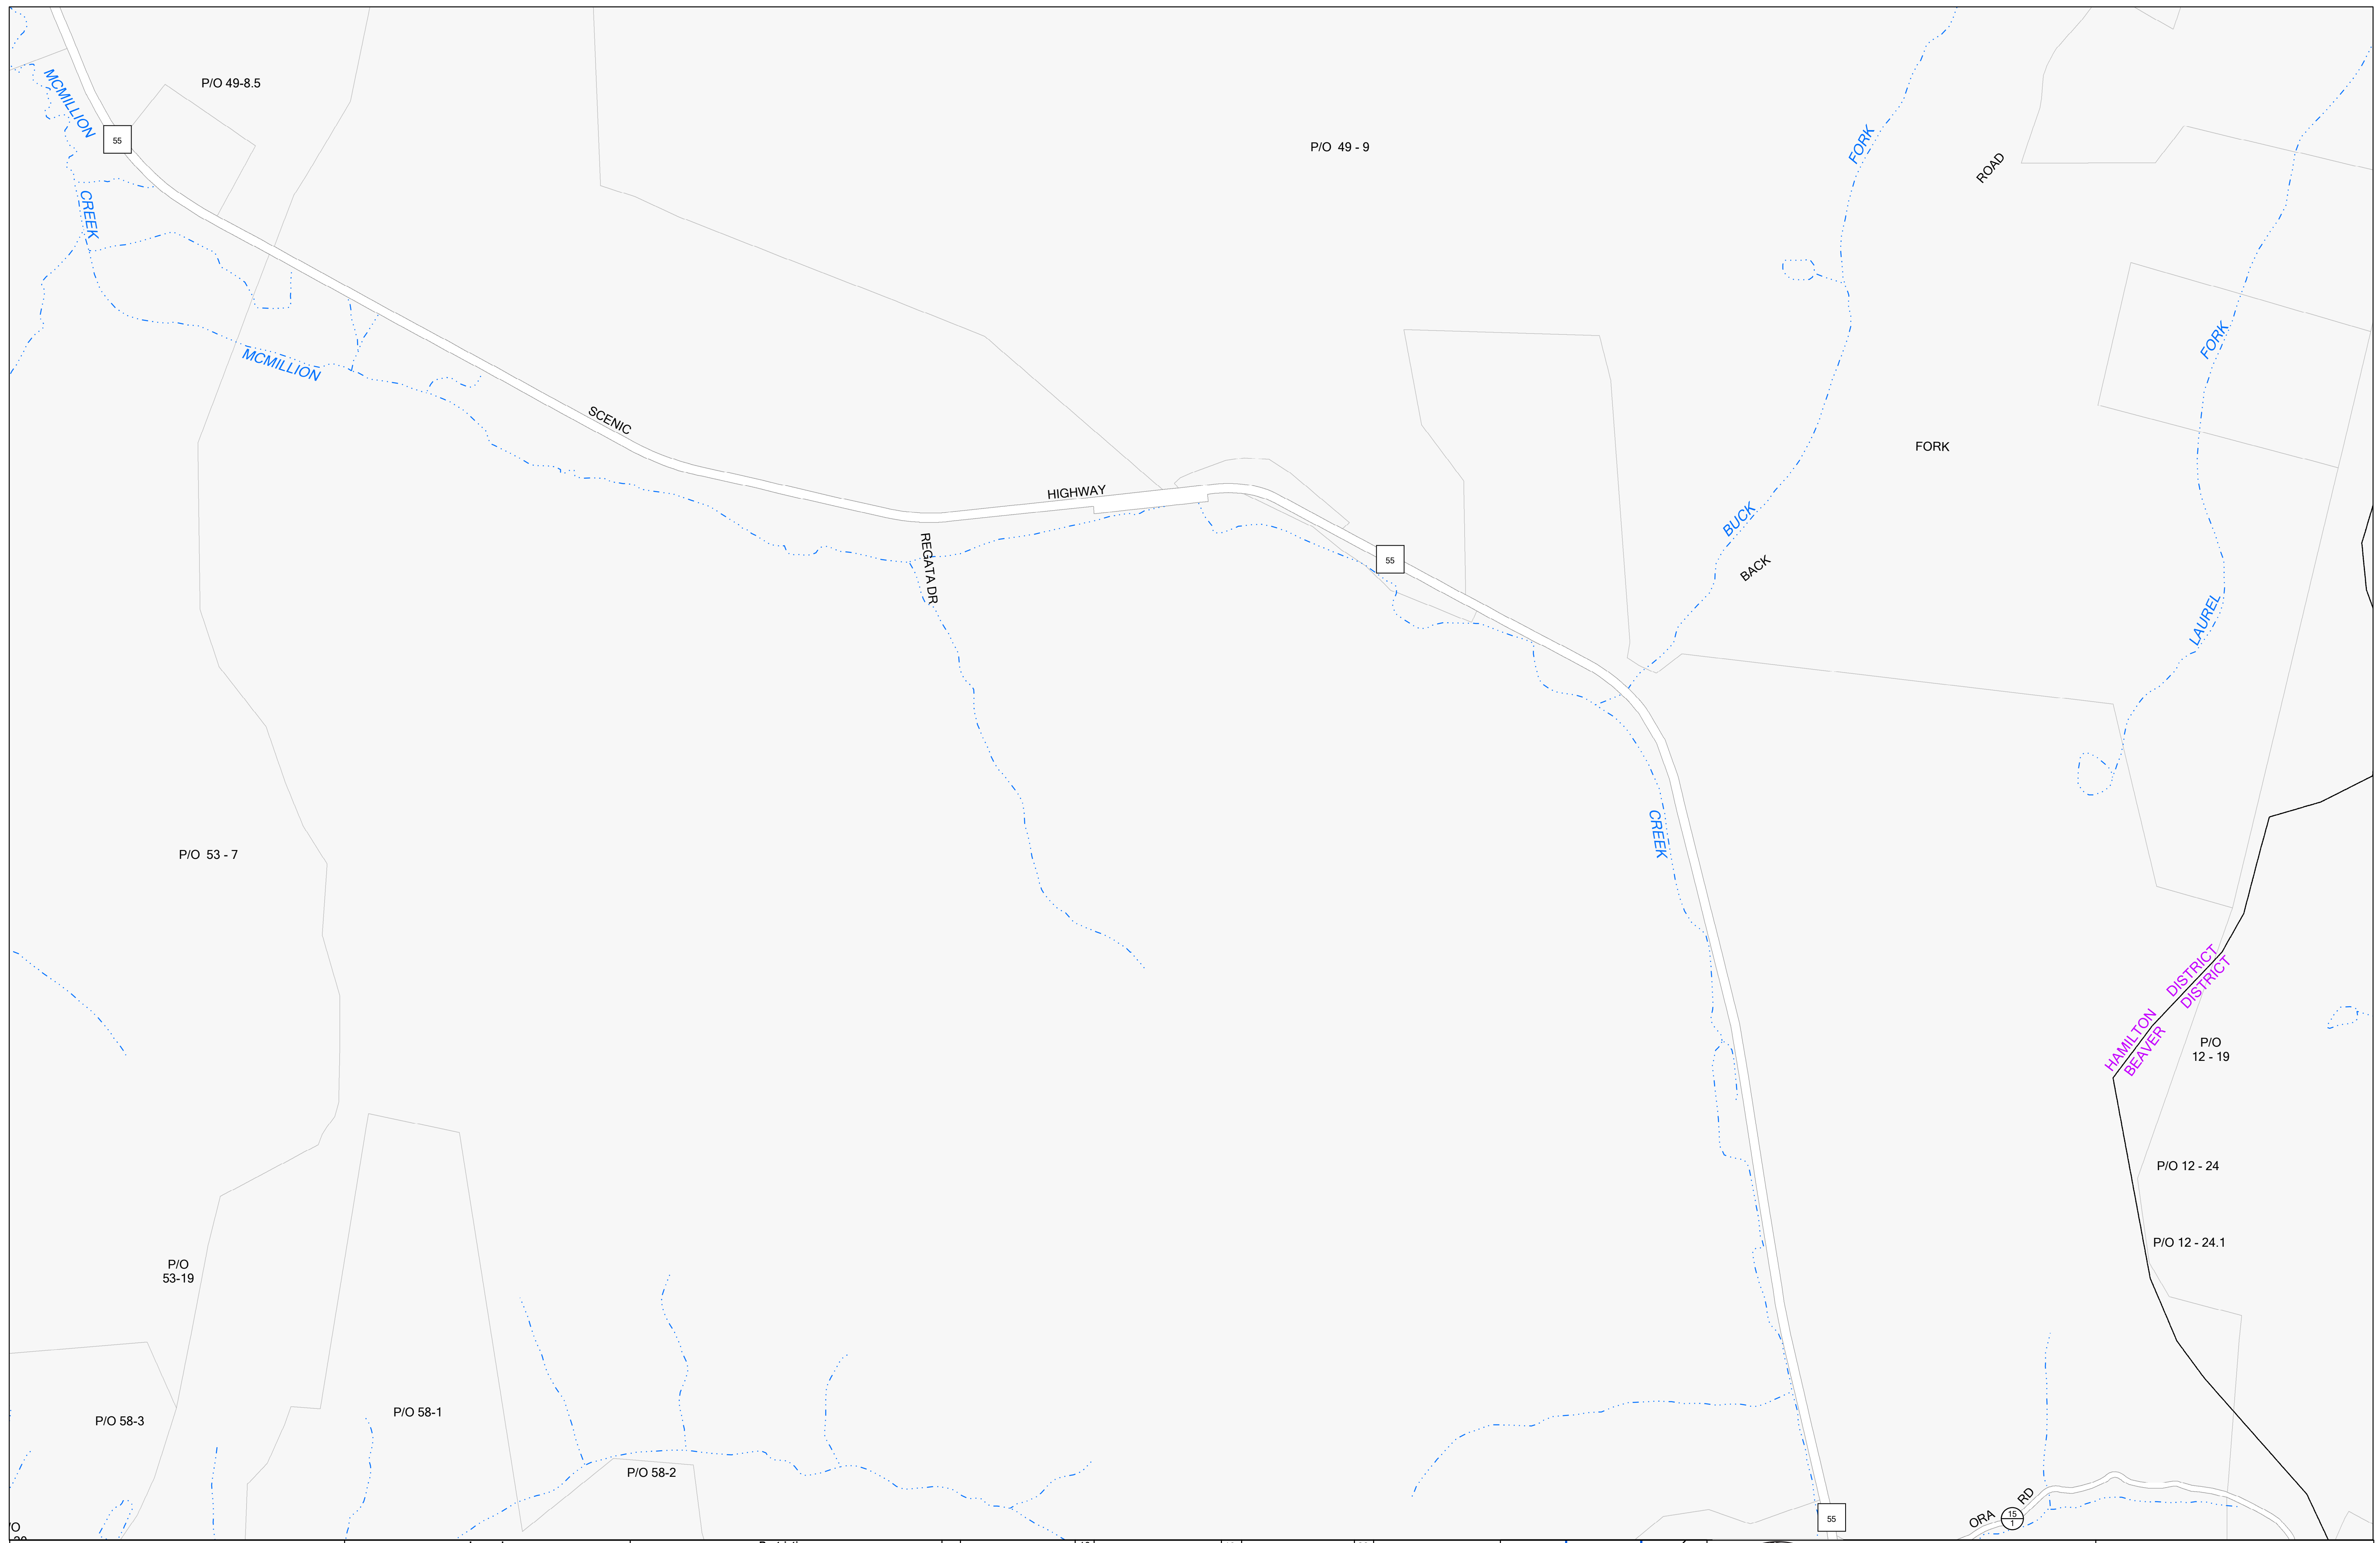 P/O 49-8.5
MCMILLION
55
P/O 49 - 9
FORK
ROAD
CREEK
MCMILLION
FORK
SCENIC
FORK
HIGHWAY
BUCK
55
BACK
REGATA DR
LAUREL
CREEK
P/O 53 - 7
DISTRICT
DISTRICT
HAMILTON
BEAVER
P/O
12 - 19
P/O 12 - 24
P/O 12 - 24.1
P/O
53-19
P/O 58-1
P/O 58-3
P/O 58-2
55
ORA RD
15
1